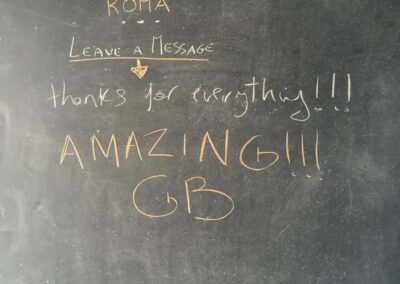 ROMA
LEAVE A MESSAGE
thanks for everything!!!
AMAZING!!!
GB